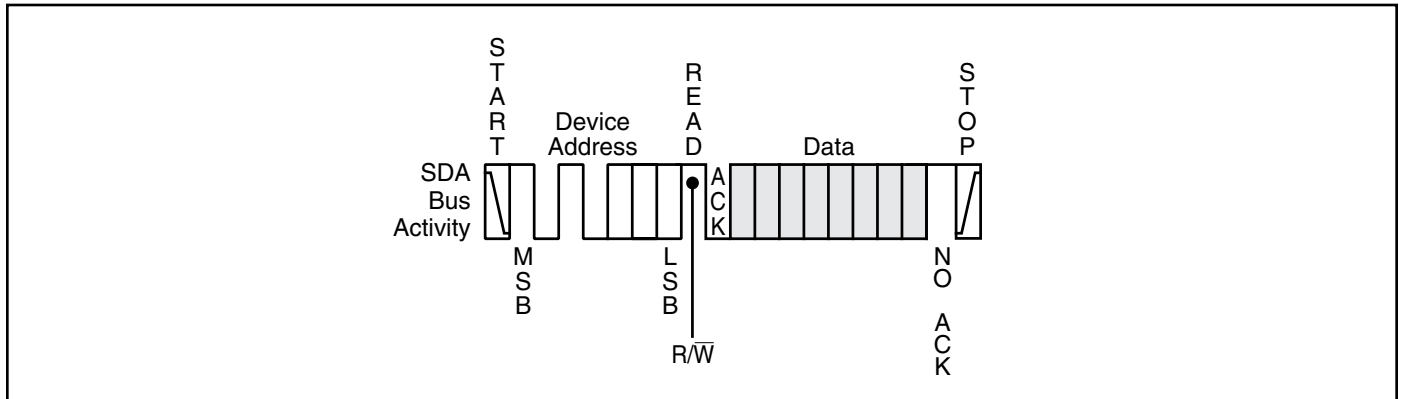 START
READ
STOP
Device
Address
Data
SDA
Bus
Activity
ACK
MSB
LSB
NO ACK
R/W̅